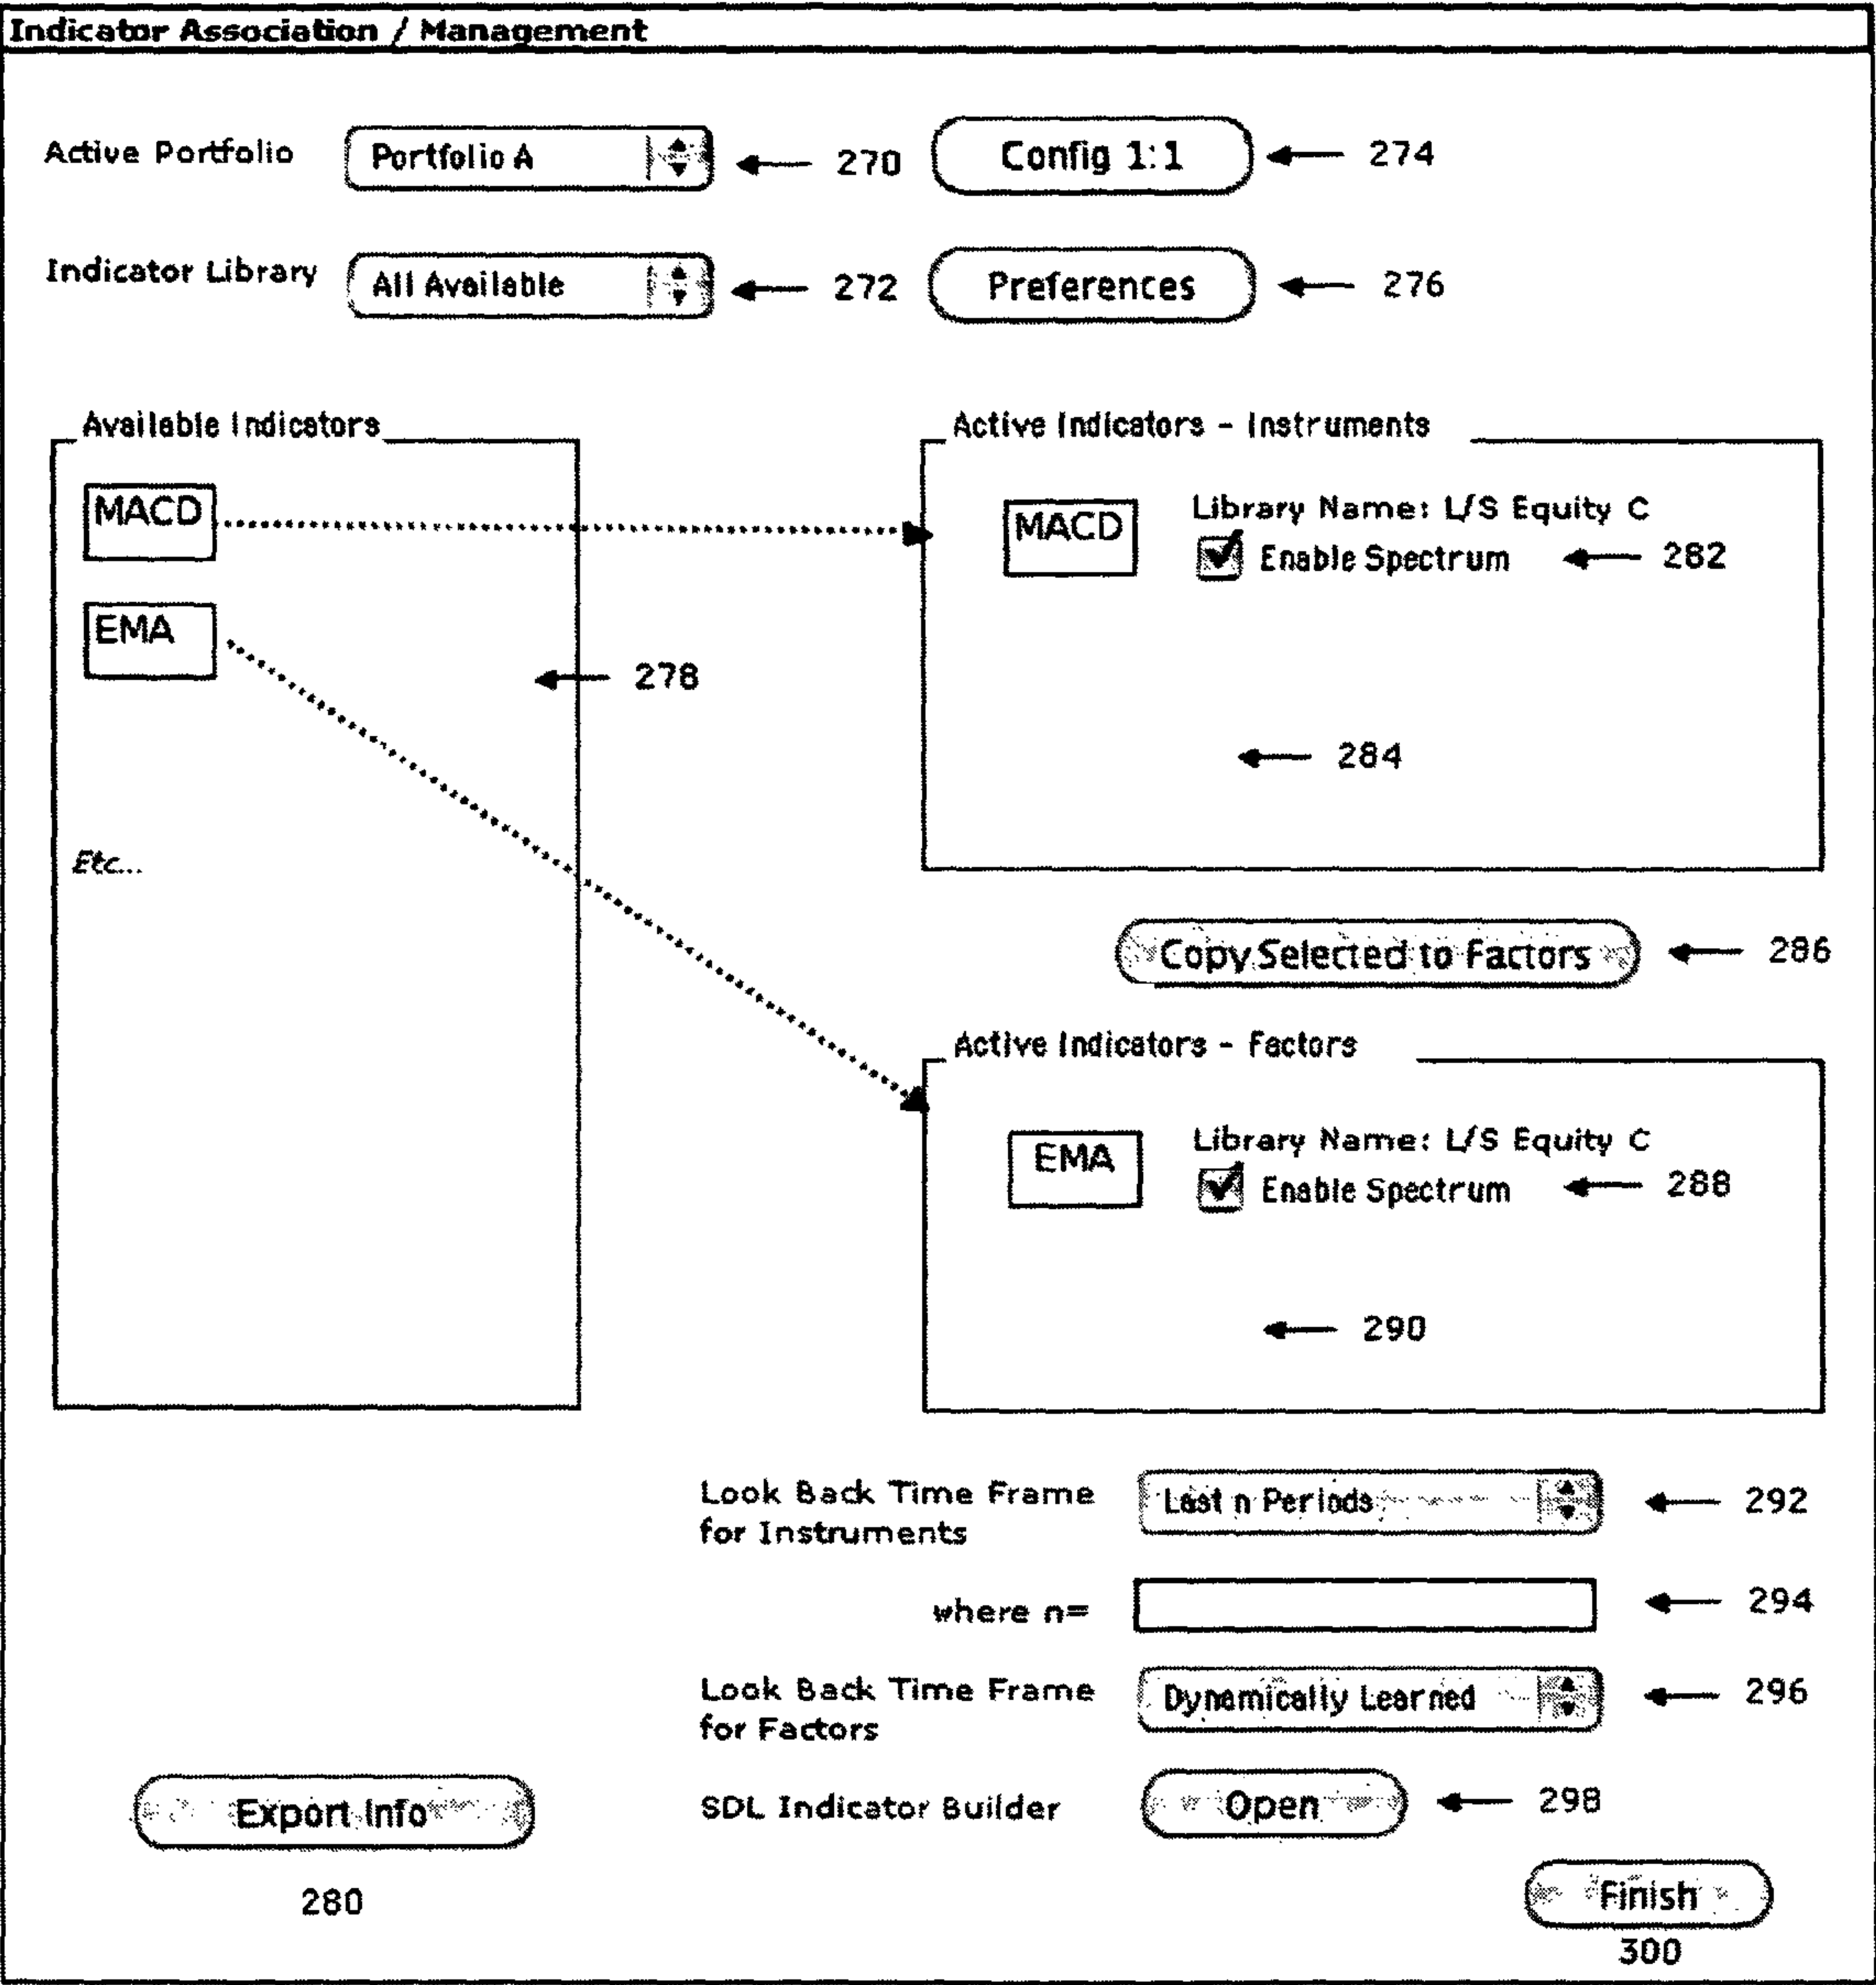 Indicator Association / Management
Active Portfolio
Portfolio A
270
Config 1:1
274
Indicator Library
All Available
272
Preferences
276
Available Indicators
MACD
EMA
278
Etc...
Active Indicators - Instruments
MACD
Library Name: L/S Equity C
Enable Spectrum
282
284
Copy Selected to Factors
286
Active Indicators - Factors
EMA
Library Name: L/S Equity C
Enable Spectrum
288
290
Look Back Time Frame
for Instruments
Last n Periods
292
where n=
294
Look Back Time Frame
for Factors
Dynamically Learned
296
Export Info
280
SDL Indicator Builder
Open
298
Finish
300